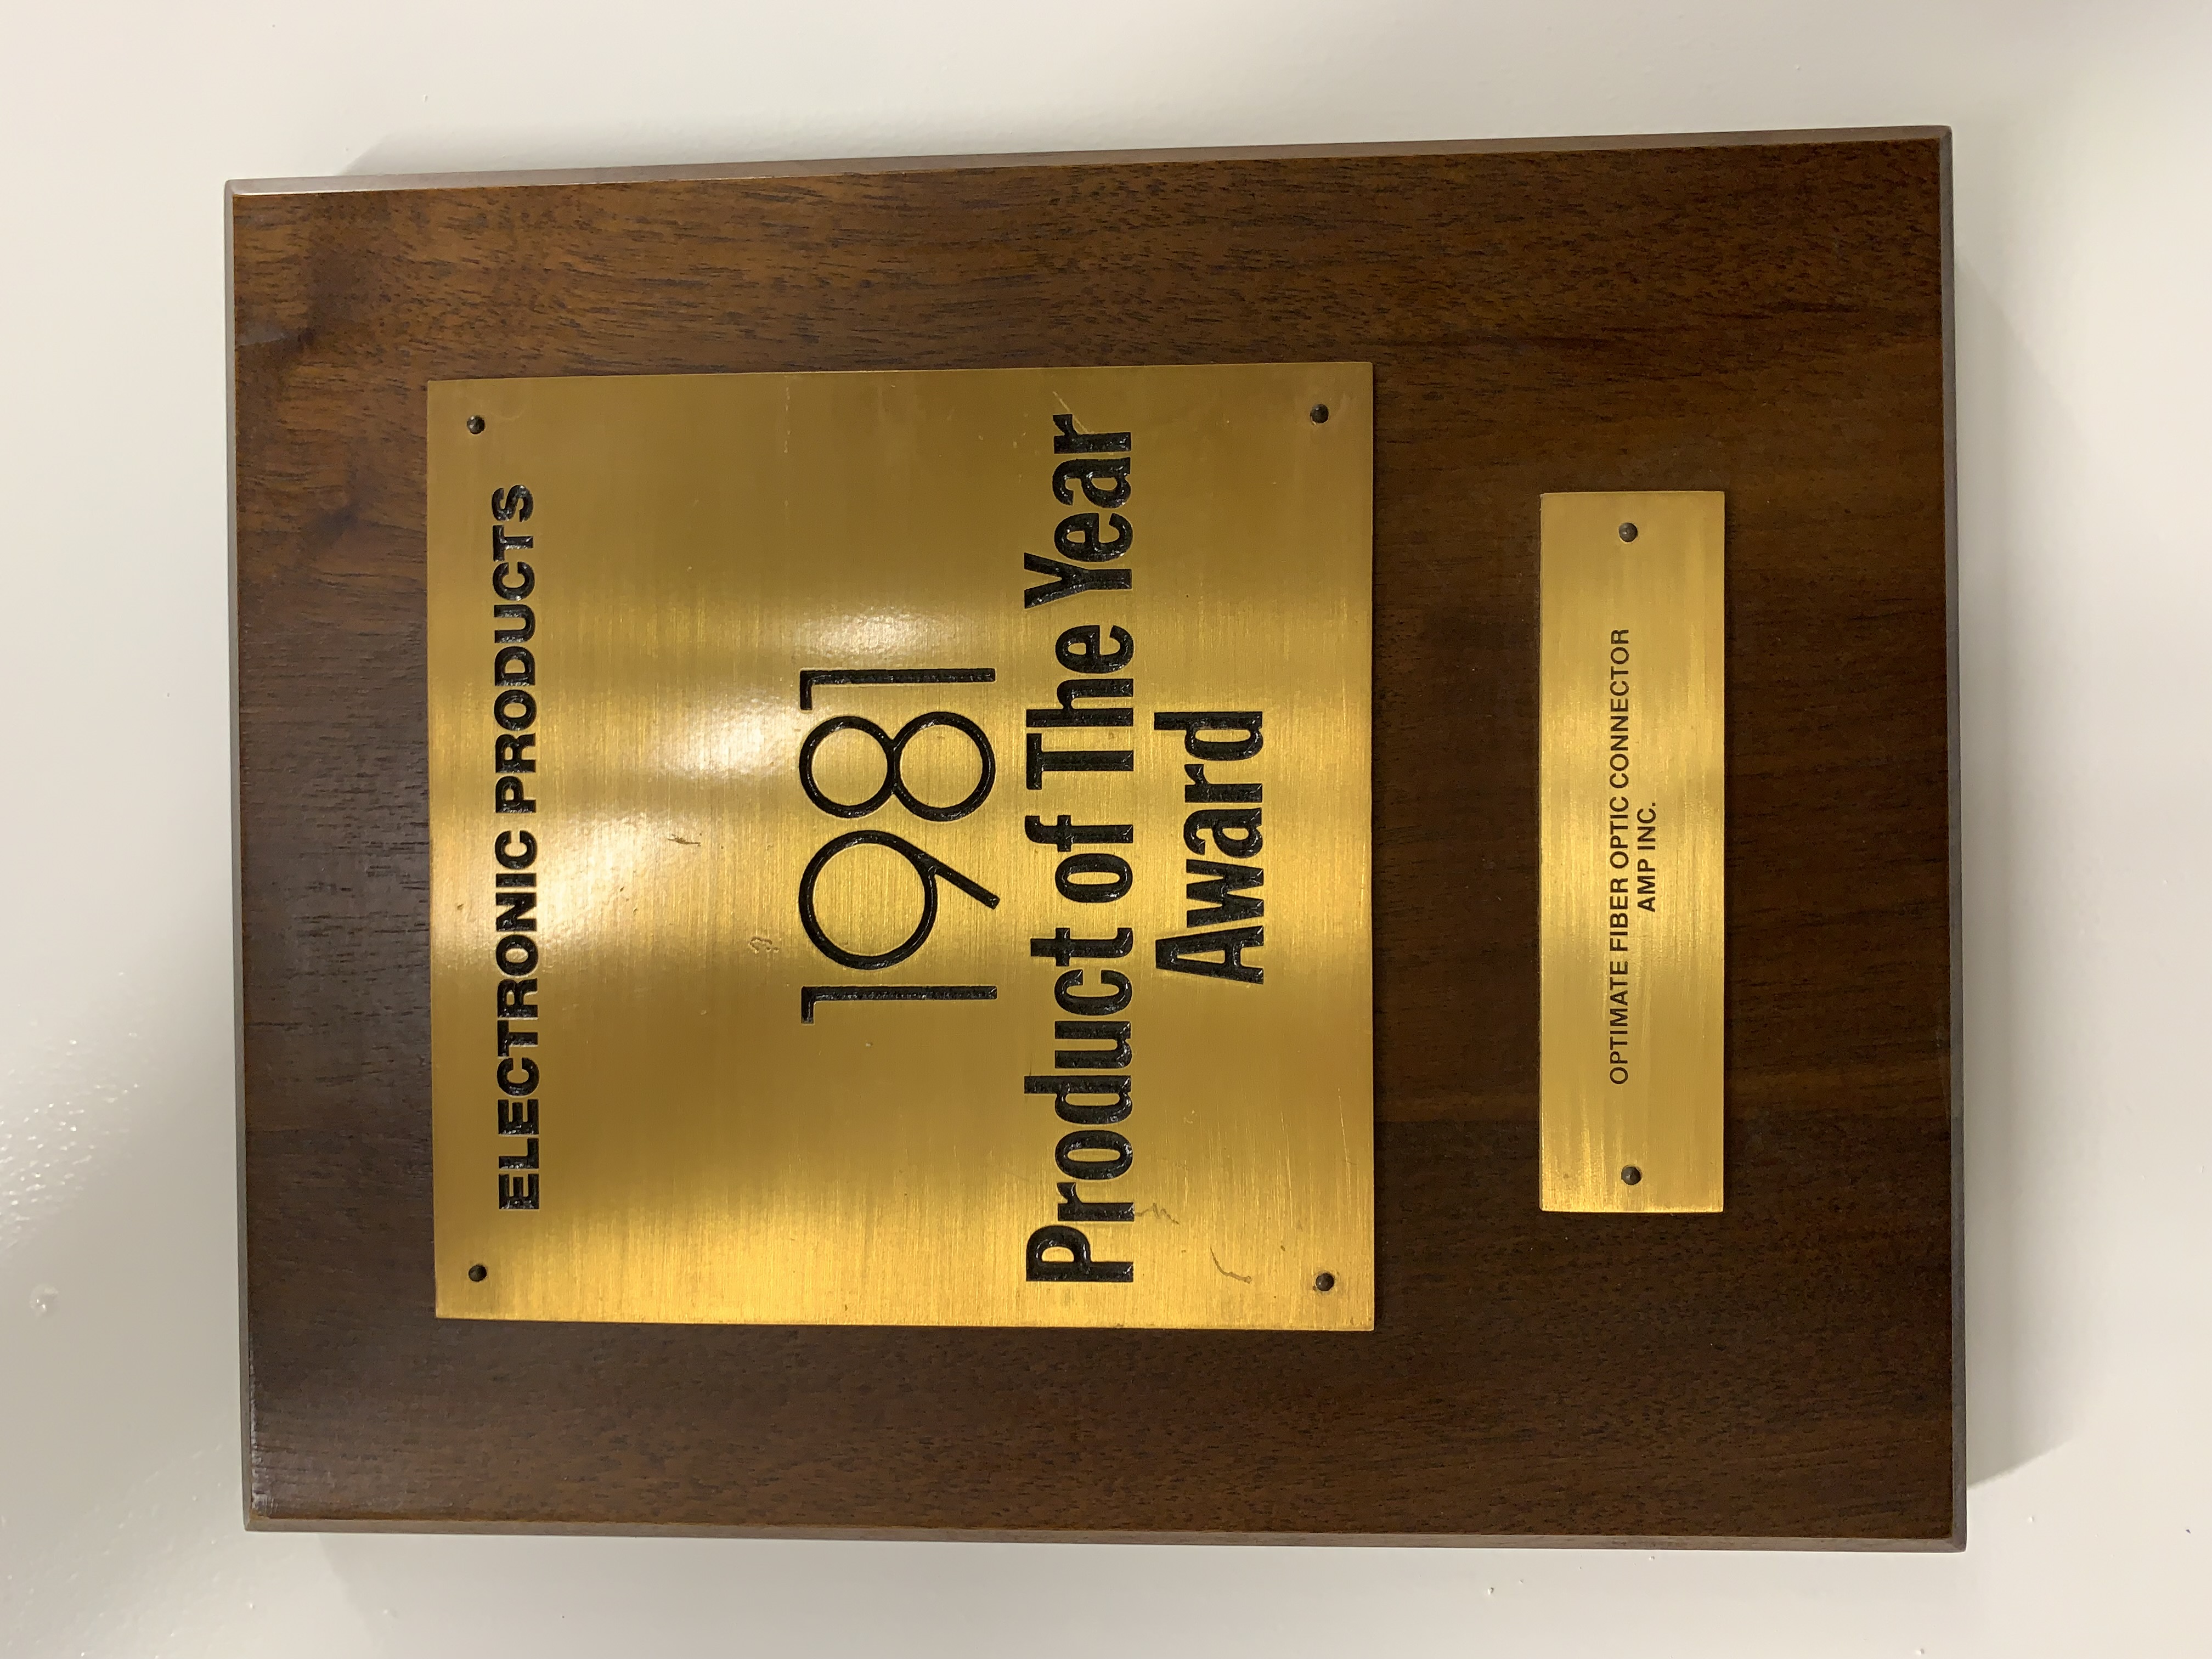 ELECTRONIC PRODUCTS
1981
Product of The Year
Award
OPTIMATE FIBER OPTIC CONNECTOR
AMP INC.